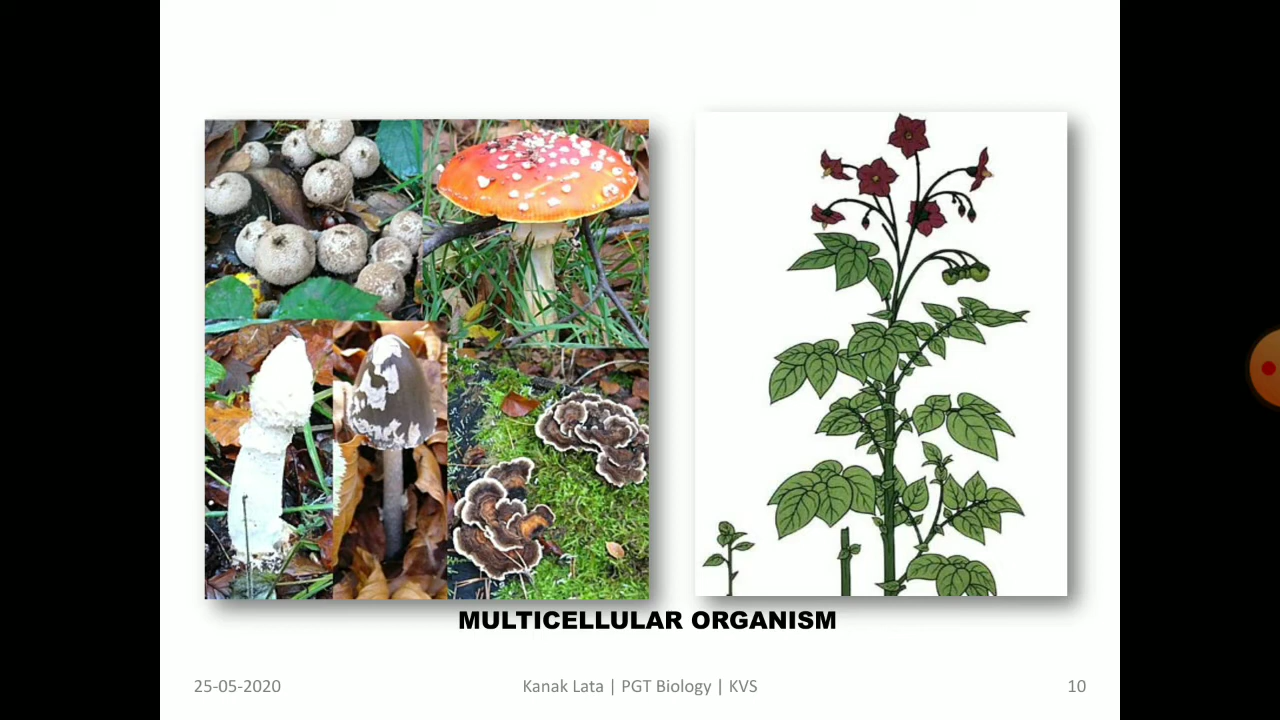 MULTICELLULAR ORGANISM
25-05-2020
Kanak Lata | PGT Biology | KVS
10